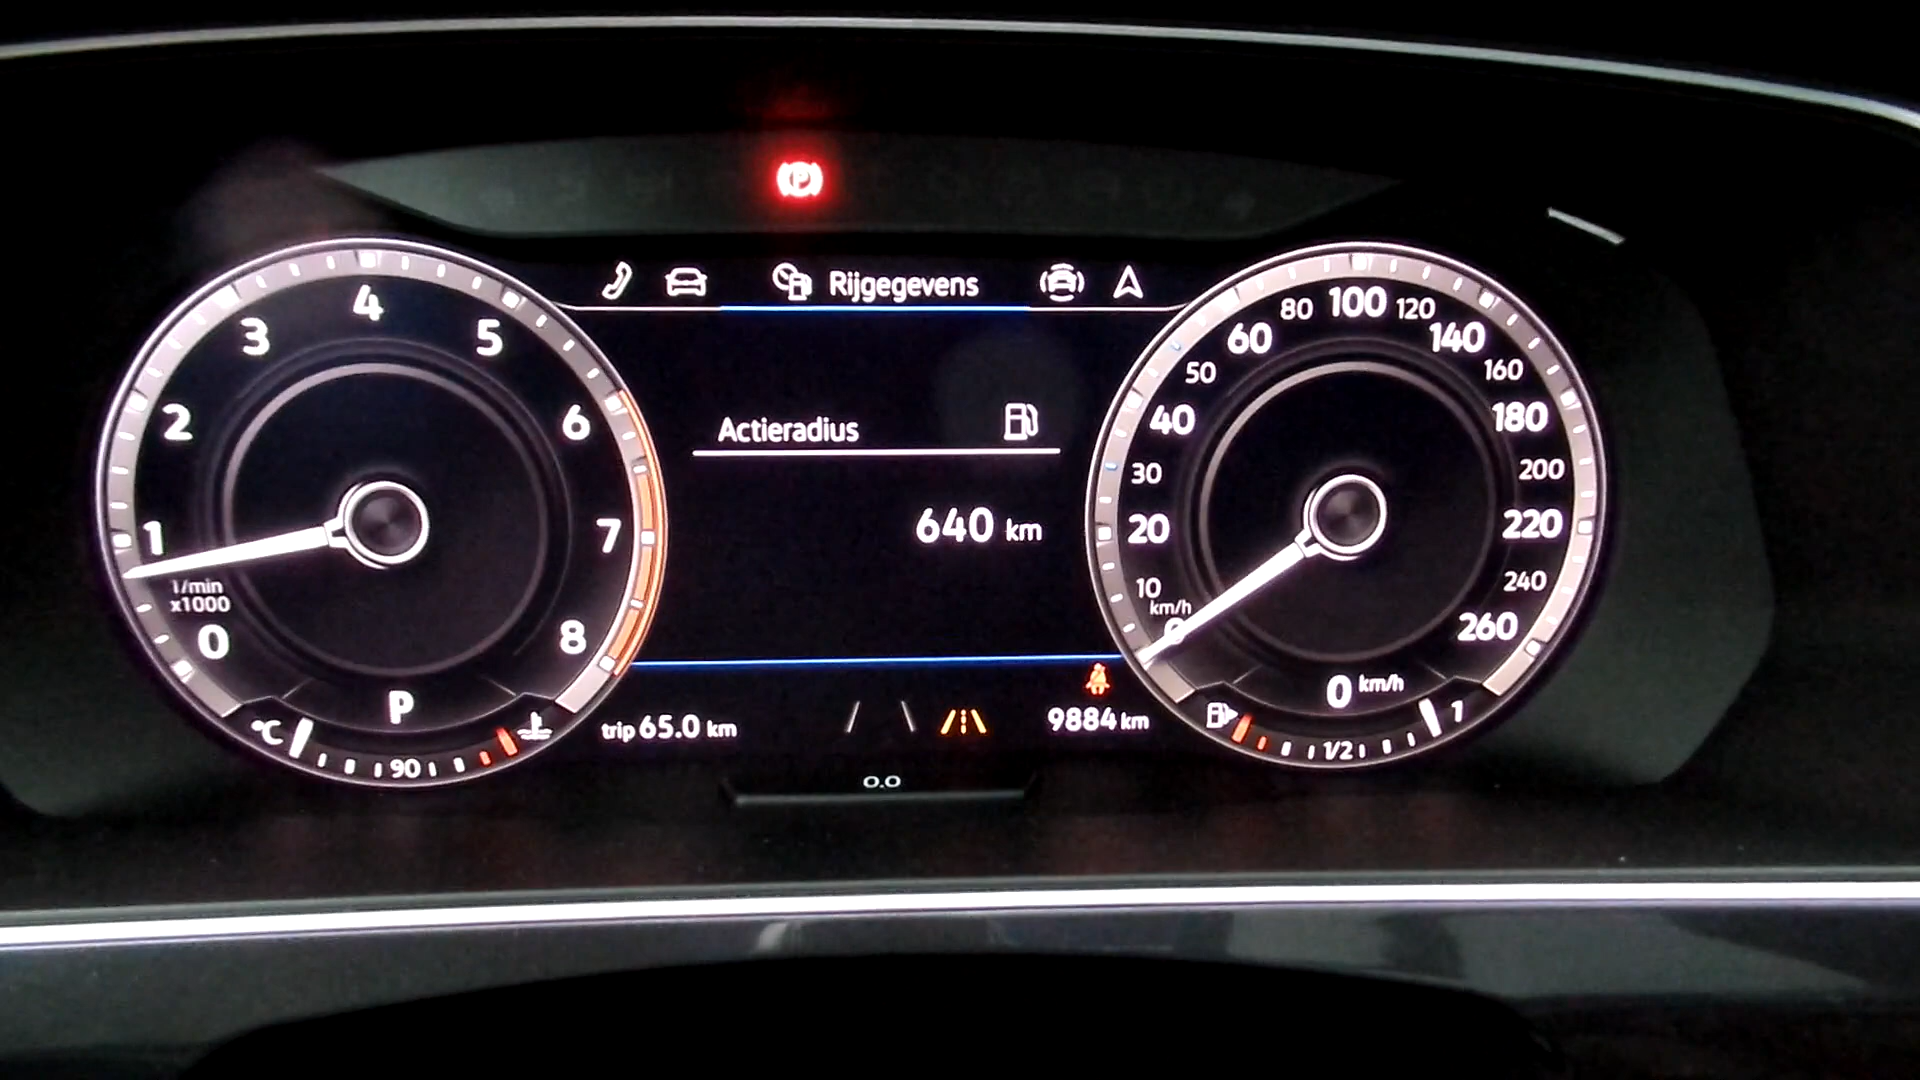 P
Rijgegevens
Actieradius
640 km
0
1
2
3
4
5
6
7
8
1/min
x1000
P
°C
90
trip 65.0 km
9884 km
0.0
0
10
20
30
40
50
60
80
100
120
140
160
180
200
220
240
260
km/h
0 km/h
1/2
1